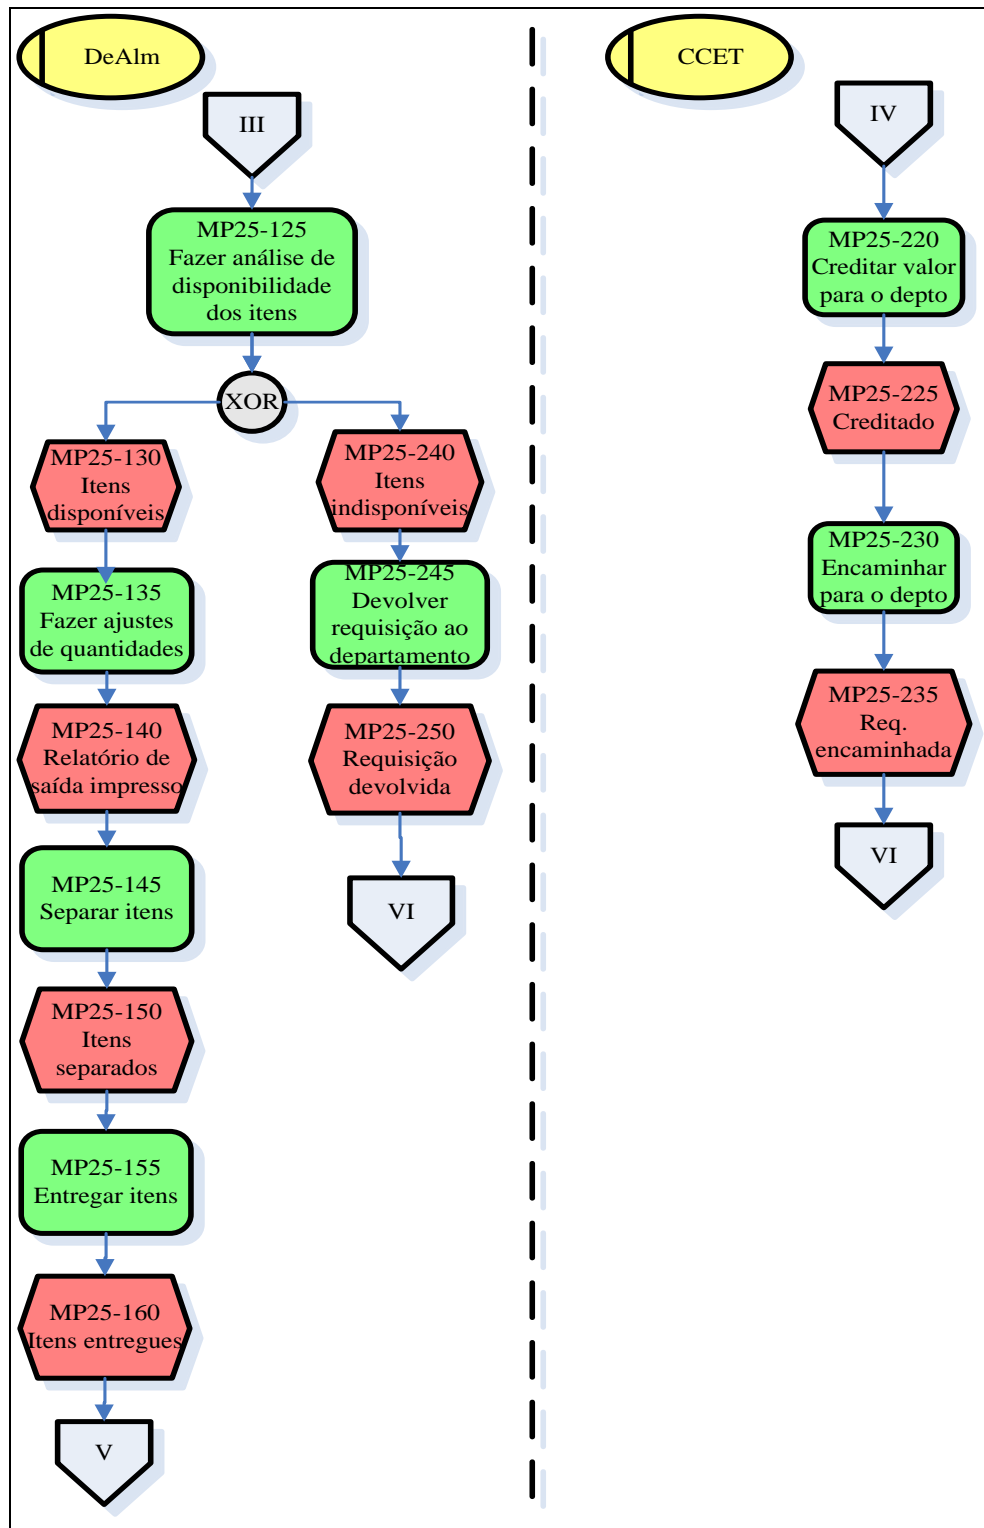 DeAlm
III
MP25-125
Fazer análise de
disponibilidade
dos itens
XOR
MP25-130
Itens
disponíveis
MP25-135
Fazer ajustes
de quantidades
MP25-140
Relatório de
saída impresso
MP25-145
Separar itens
MP25-150
Itens
separados
MP25-155
Entregar itens
MP25-160
Itens entregues
V
MP25-240
Itens
indisponíveis
MP25-245
Devolver
requisição ao
departamento
MP25-250
Requisição
devolvida
VI
CCET
IV
MP25-220
Creditar valor
para o depto
MP25-225
Creditado
MP25-230
Encaminhar
para o depto
MP25-235
Req.
encaminhada
VI